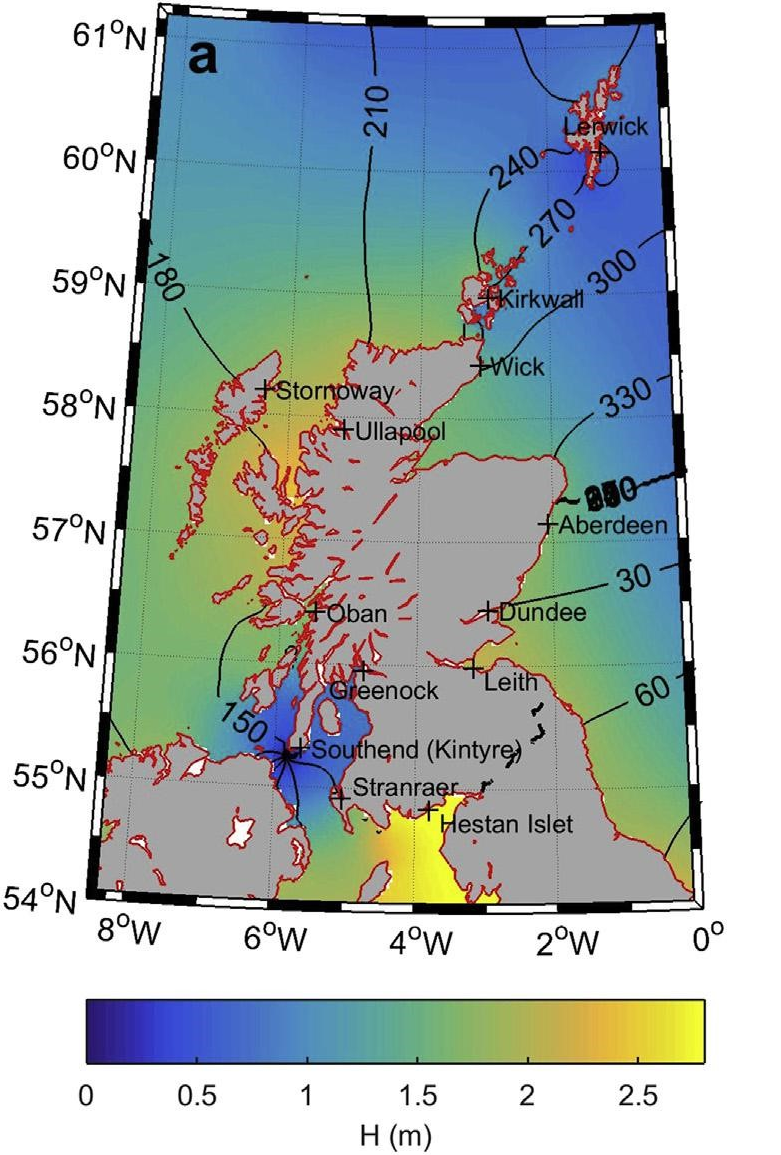 61°N
a
210
Lerwick
60°N
240
270
59°N
180
300
Kirkwall
Wick
58°N
Stornoway
330
Ullapool
57°N
Aberdeen
30
Oban
Dundee
56°N
Greenock
Leith
60
150
Southend (Kintyre)
55°N
Stranraer
Hestan Islet
54°N
8°W 6°W 4°W 2°W 0°
0 0.5 1 1.5 2 2.5
H (m)